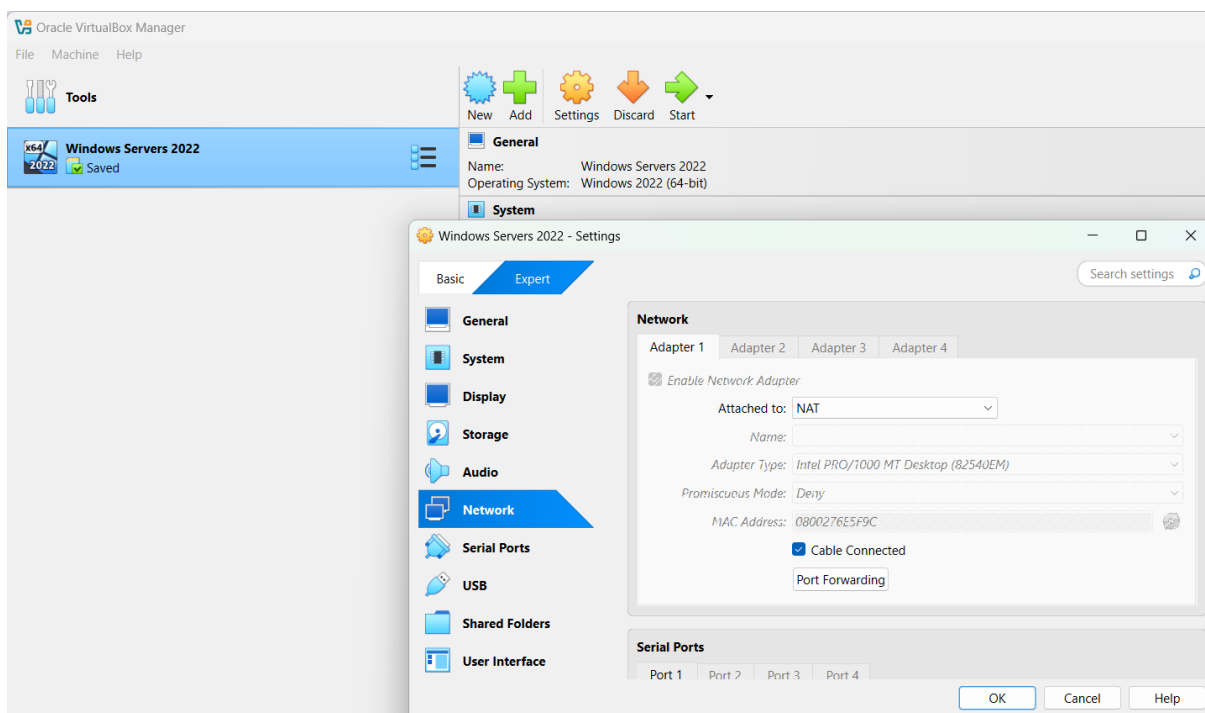 Oracle VirtualBox Manager
File Machine Help
Tools
New Add Settings Discard Start
x64
2022
Windows Servers 2022
Saved
General
Name: Windows Servers 2022
Operating System: Windows 2022 (64-bit)
System
Windows Servers 2022 - Settings
Basic Expert
Search settings
General
System
Display
Storage
Audio
Network
Serial Ports
USB
Shared Folders
User Interface
Network
Adapter 1 Adapter 2 Adapter 3 Adapter 4
Enable Network Adapter
Attached to: NAT
Name:
Adapter Type: Intel PRO/1000 MT Desktop (82540EM)
Promiscuous Mode: Deny
MAC Address: 0800276E5F9C
Cable Connected
Port Forwarding
Serial Ports
Port 1 Port 2 Port 3 Port 4
OK Cancel Help